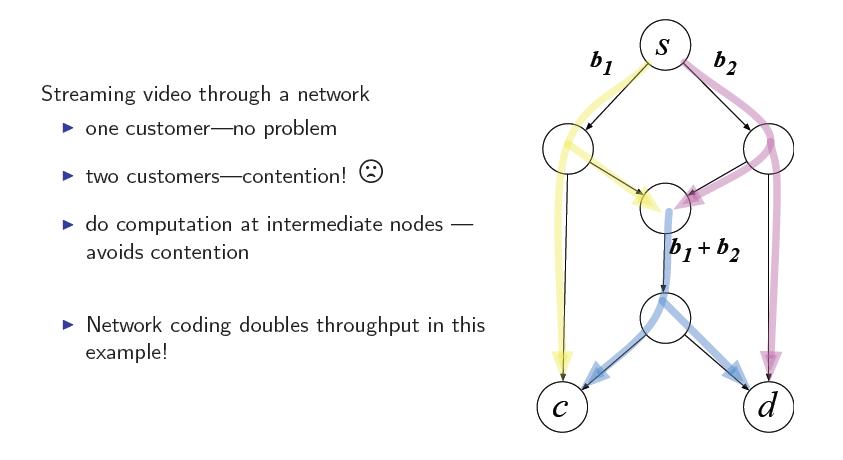 Streaming video through a network
▶ one customer—no problem
▶ two customers—contention! ☹
▶ do computation at intermediate nodes —
avoids contention
▶ Network coding doubles throughput in this
example!
s
b1 b2
b1 + b2
c d